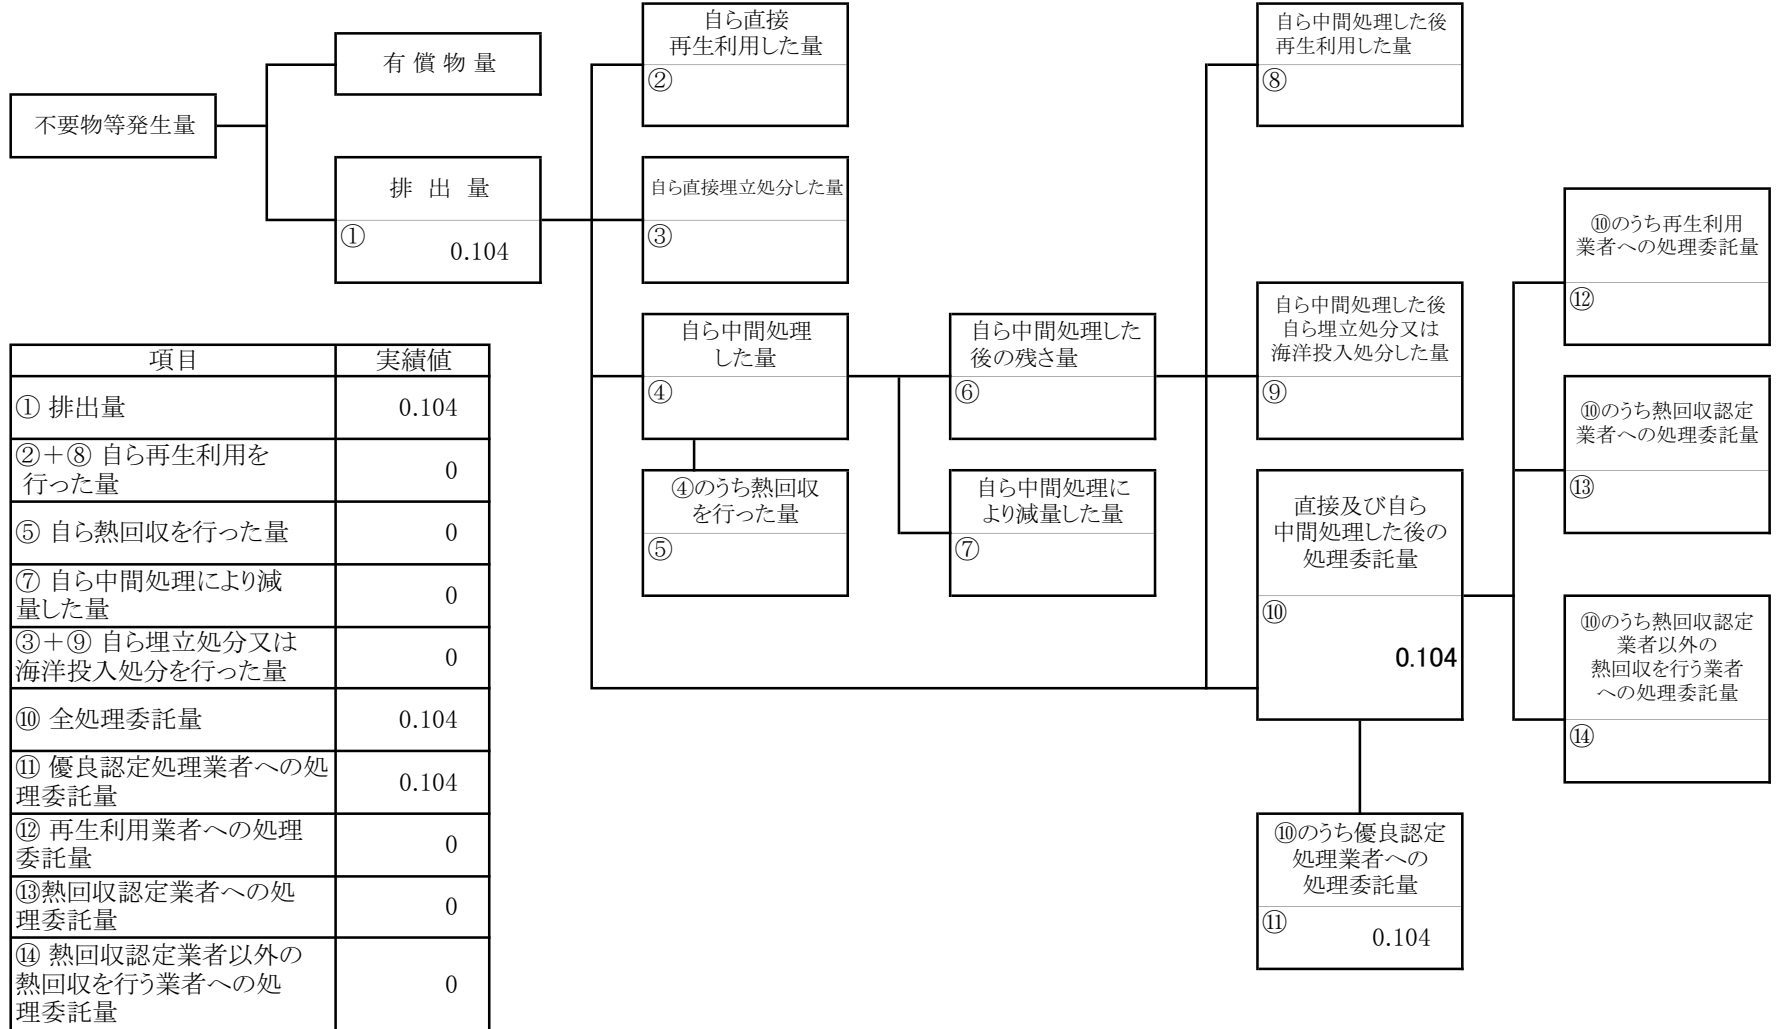 不要物等発生量
有 償 物 量
排 出 量
①
0.104
自ら直接
再生利用した量
②
自ら直接埋立処分した量
③
自ら中間処理
した量
④
④のうち熱回収
を行った量
⑤
自ら中間処理した
後の残さ量
⑥
自ら中間処理に
より減量した量
⑦
自ら中間処理した後
再生利用した量
⑧
自ら中間処理した後
自ら埋立処分又は
海洋投入処分した量
⑨
直接及び自ら
中間処理した後の
処理委託量
⑩
0.104
⑩のうち優良認定
処理業者への
処理委託量
⑪
0.104
⑩のうち再生利用
業者への処理委託量
⑫
⑩のうち熱回収認定
業者への処理委託量
⑬
⑩のうち熱回収認定
業者以外の
熱回収を行う業者
への処理委託量
⑭
項目 実績値
① 排出量 0.104
②＋⑧ 自ら再生利用を
行った量 0
⑤ 自ら熱回収を行った量 0
⑦ 自ら中間処理により減
量した量 0
③＋⑨ 自ら埋立処分又は
海洋投入処分を行った量 0
⑩ 全処理委託量 0.104
⑪ 優良認定処理業者への処
理委託量 0.104
⑫ 再生利用業者への処理
委託量 0
⑬熱回収認定業者への処
理委託量 0
⑭ 熱回収認定業者以外の
熱回収を行う業者への処
理委託量 0